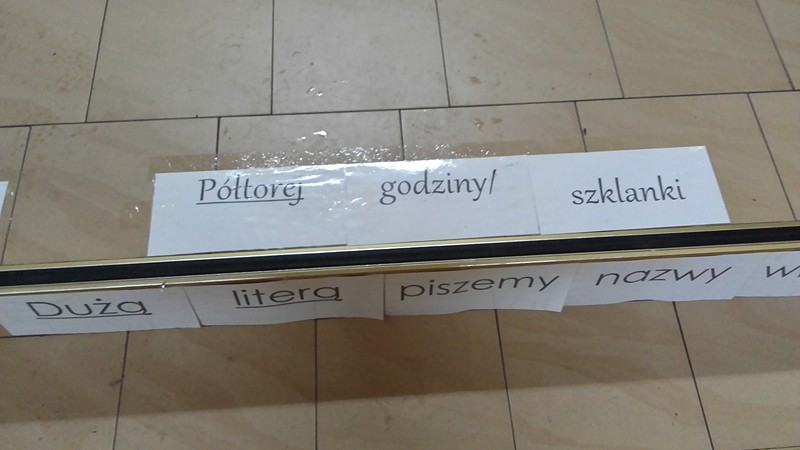 Półtorej godziny/ szklanki
Dużą literą piszemy nazwy